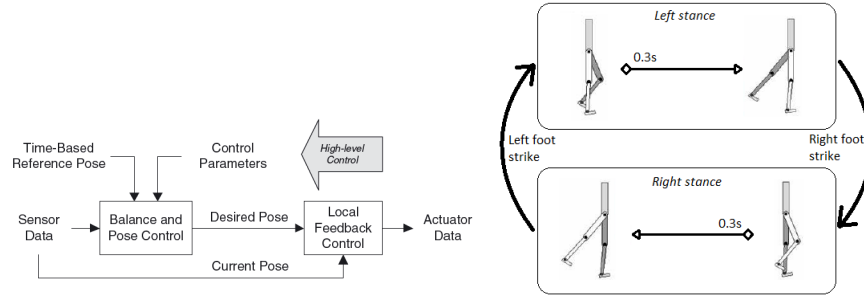 Time-Based
Reference Pose
Control
Parameters
High-level
Control
Sensor
Data
Balance and
Pose Control
Desired Pose
Local
Feedback
Control
Actuator
Data
Current Pose
Left stance
0.3s
Left foot
strike
Right foot
strike
Right stance
0.3s